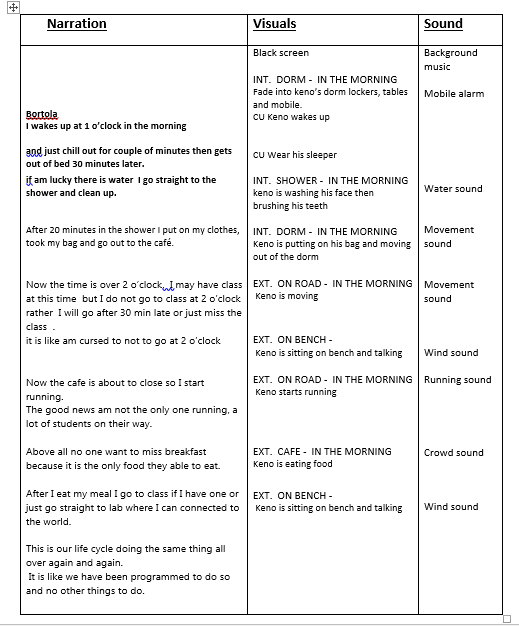 Narration
Visuals
Sound
Black screen
Background
music
INT.  DORM -  IN THE MORNING
Fade into keno's dorm lockers, tables
and mobile.
Mobile alarm
CU Keno wakes up
Bortola
I wakes up at 1 o'clock in the morning
and just chill out for couple of minutes then gets
out of bed 30 minutes later.
CU Wear his sleeper
if am lucky there is water  I go straight to the
shower and clean up.
INT.  SHOWER -  IN THE MORNING
keno is washing his face then
brushing his teeth
Water sound
After 20 minutes in the shower I put on my clothes,
took my bag and go out to the café.
INT.  DORM -  IN THE MORNING
Keno is putting on his bag and moving
out of the dorm
Movement
sound
Now the time is over 2 o'clock,  I may have class
at this time  but I do not go to class at 2 o'clock
rather  I will go after 30 min late or just miss the
class  .
it is like am cursed to not to go at 2 o'clock
EXT.  ON ROAD -  IN THE MORNING
Keno is moving
Movement
sound
EXT.  ON BENCH -
Keno is sitting on bench and talking
Wind sound
Now the cafe is about to close so I start
running.
The good news am not the only one running, a
lot of students on their way.
EXT.  ON ROAD -  IN THE MORNING
Keno starts running
Running sound
Above all no one want to miss breakfast
because it is the only food they able to eat.
EXT.  CAFE -  IN THE MORNING
Keno is eating food
Crowd sound
After I eat my meal I go to class if I have one or
just go straight to lab where I can connected to
the world.
EXT.  ON BENCH -
Keno is sitting on bench and talking
Wind sound
This is our life cycle doing the same thing all
over again and again.
It is like we have been programmed to do so
and no other things to do.